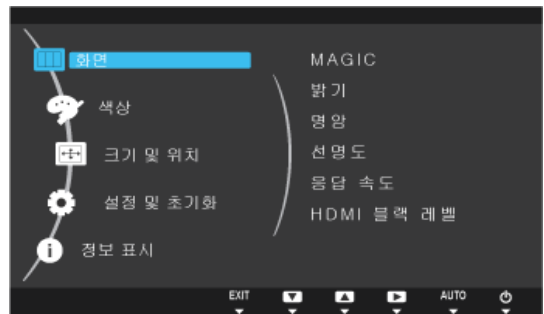 화면
색상
크기 및 위치
설정 및 초기화
정보 표시
MAGIC
밝기
명암
선명도
응답 속도
HDMI 블랙 레벨
EXIT AUTO